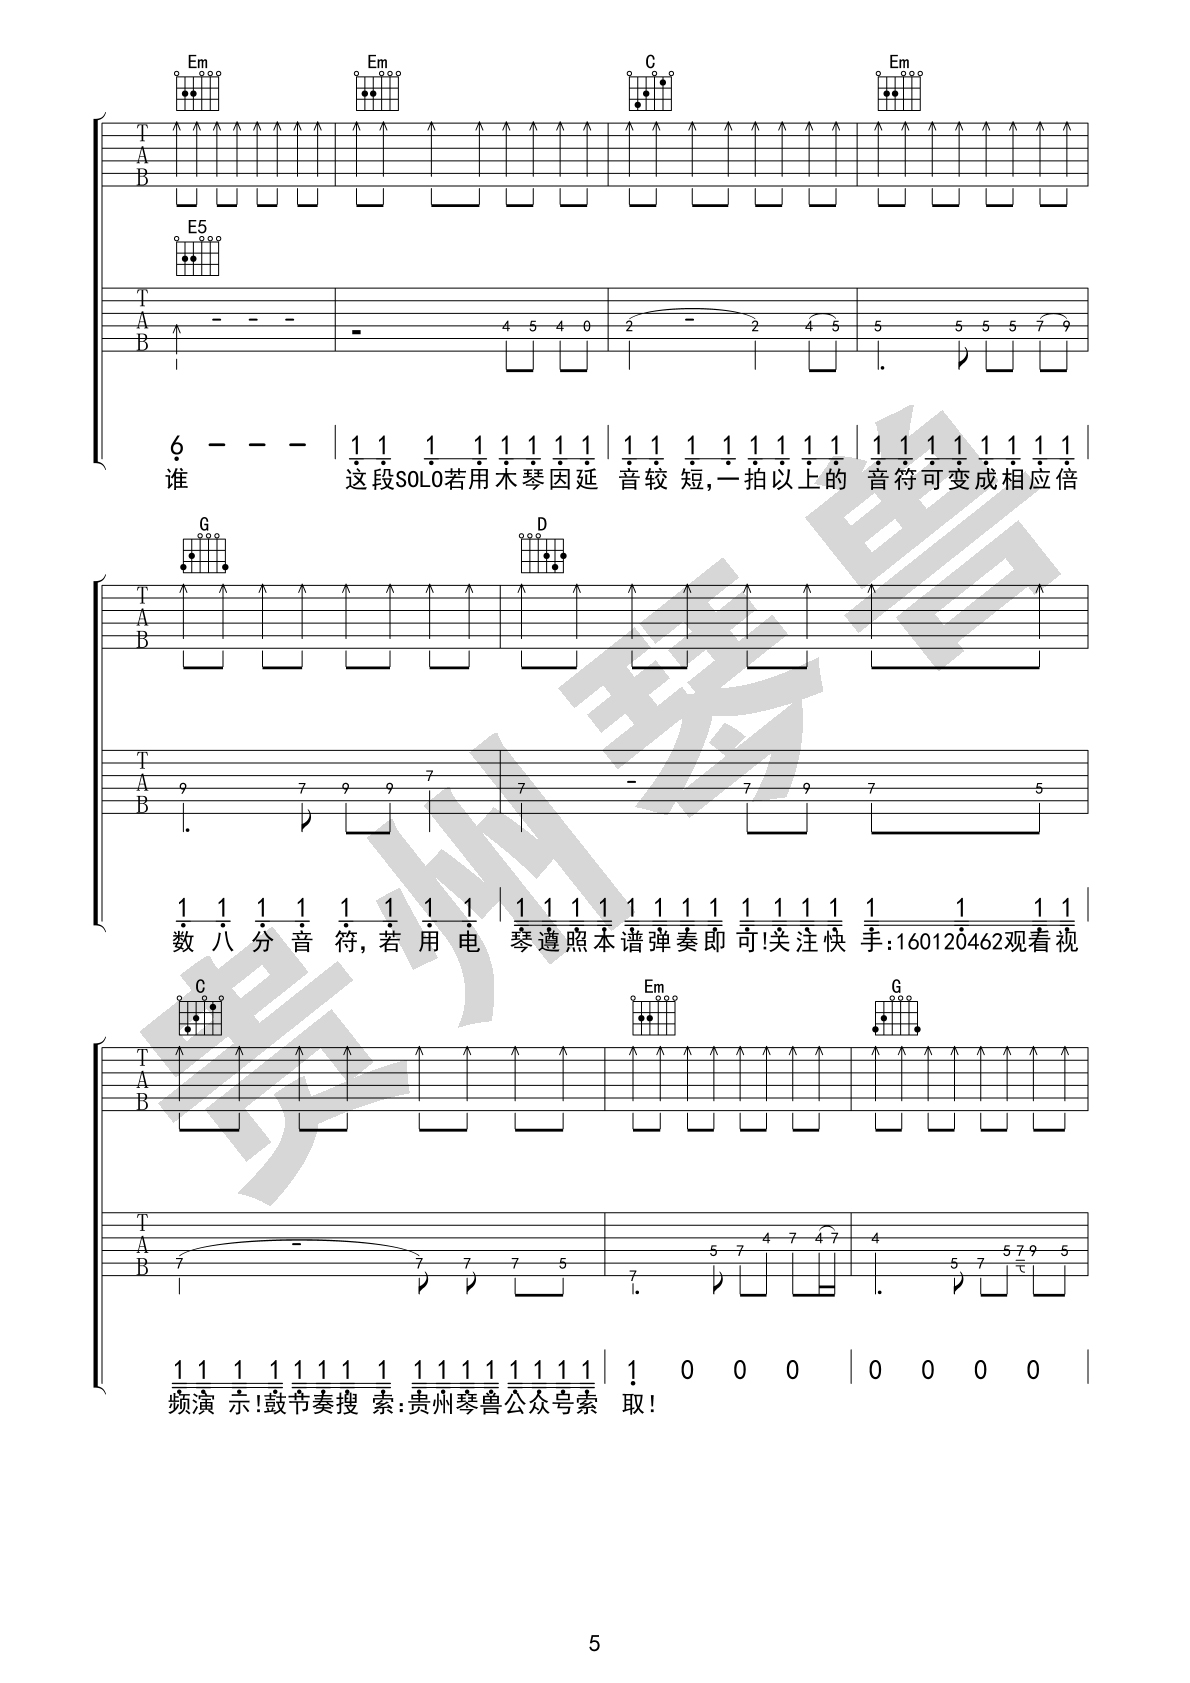 Em Em C Em
T A B
E5
T A B 4 5 4 0 2 2 4 5 5 5 5 5 7 9
6 - - - 1 1 1 1 1 1 1 1 1 1 1 1 1 1 1 1 1 1 1 1 1 1 1 1
谁 这段SOLO若用木琴因延 音较 短,一拍以上的 音符可变成相应倍
G D
T A B
T A B 9 7 9 9 7 7 7 9 7 5
1 1 1 1 1 1 1 1 1 1 1 1 1 1 1 1 1 1 1 1 1 1 1 1
数八分音符,若用电 琴遵照本谱弹奏即可!关注快 手:160120462观看视
C Em G
T A B
T A B 7 7 7 7 5 7 5 7 4 7 4 7 4 5 7 5 7 9 5
1 1 1 1 1 1 1 1 1 1 1 1 1 1 1 1 1 0 0 0 0 0 0 0
频演 示!鼓节奏搜 索:贵州琴兽公众号索 取!
贵州琴兽
5